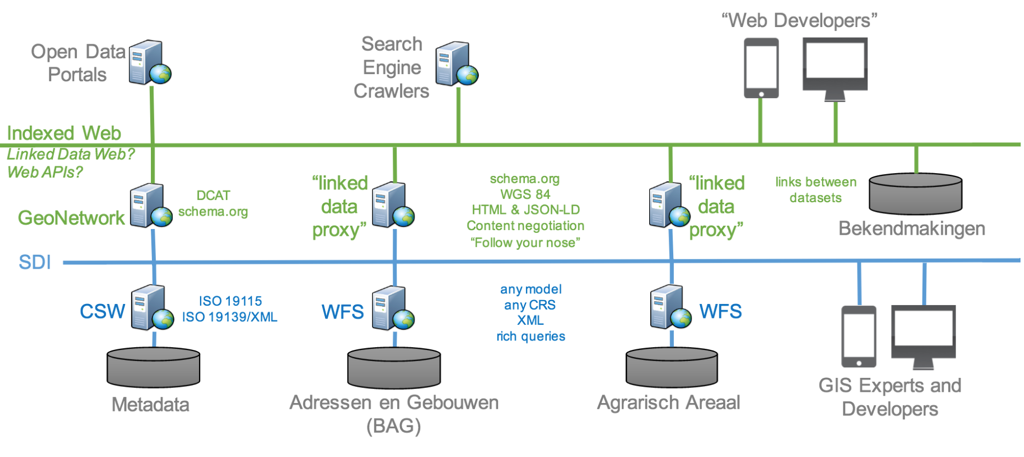 "Web Developers"
Open Data
Portals
Search
Engine
Crawlers
Indexed Web
Linked Data Web?
Web APIs?
GeoNetwork
DCAT
schema.org
"linked
data
proxy"
schema.org
WGS 84
HTML & JSON-LD
Content negotiation
"Follow your nose"
"linked
data
proxy"
links between
datasets
Bekendmakingen
SDI
CSW
ISO 19115
ISO 19139/XML
WFS
any model
any CRS
XML
rich queries
WFS
Metadata
Adressen en Gebouwen
(BAG)
Agrarisch Areaal
GIS Experts and
Developers